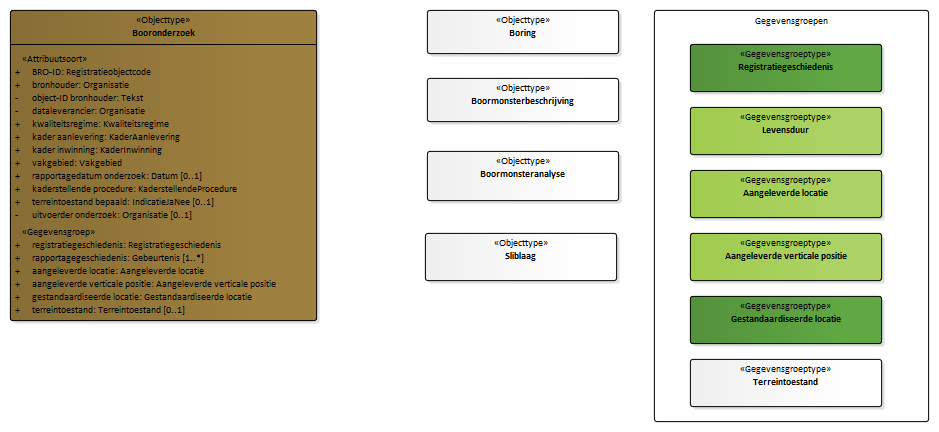 «Objecttype»
Booronderzoek
«Attribuutsoort»
+ BRO-ID: Registratieobjectcode
+ bronhouder: Organisatie
- object-ID bronhouder: Tekst
- dataleverancier: Organisatie
+ kwaliteitsregime: Kwaliteitsregime
+ kader aanlevering: KaderAanlevering
+ kader inwinning: KaderInwinning
+ vakgebied: Vakgebied
+ rapportagedatum onderzoek: Datum [0..1]
+ kaderstellende procedure: KaderstellendeProcedure
+ terreintoestand bepaald: IndicatieJaNee [0..1]
- uitvoerder onderzoek: Organisatie [0..1]
«Gegevensgroep»
+ registratiegeschiedenis: Registratiegeschiedenis
+ rapportagegeschiedenis: Gebeurtenis [1..*]
+ aangeleverde locatie: Aangeleverde locatie
+ aangeleverde verticale positie: Aangeleverde verticale positie
+ gestandaardiseerde locatie: Gestandaardiseerde locatie
+ terreintoestand: Terreintoestand [0..1]
«Objecttype»
Boring
«Objecttype»
Boormonsterbeschrijving
«Objecttype»
Boormonsteranalyse
«Objecttype»
Sliblaag
Gegevensgroepen
«Gegevensgroeptype»
Registratiegeschiedenis
«Gegevensgroeptype»
Levensduur
«Gegevensgroeptype»
Aangeleverde locatie
«Gegevensgroeptype»
Aangeleverde verticale positie
«Gegevensgroeptype»
Gestandaardiseerde locatie
«Gegevensgroeptype»
Terreintoestand